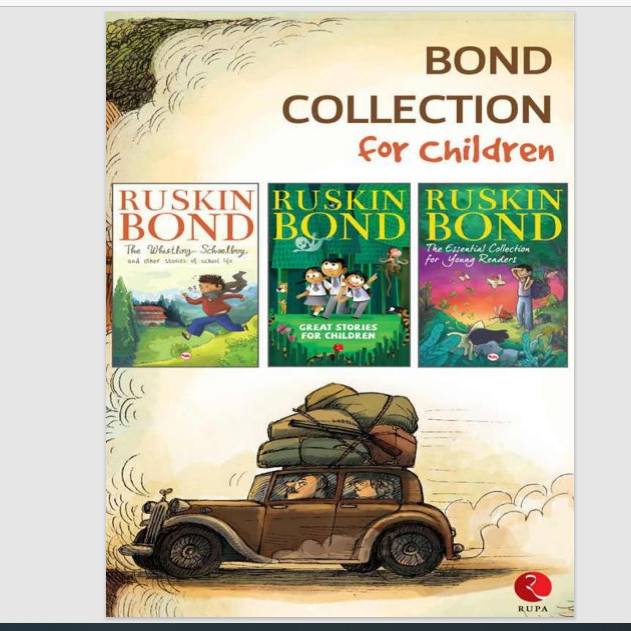 BOND
COLLECTION
for Children
RUSKIN
BOND
The Whistling Schoolboy
and other stories of school life
RUSKIN
BOND
GREAT STORIES
FOR CHILDREN
RUSKIN
BOND
The Essential Collection
for Young Readers
R
RUPA